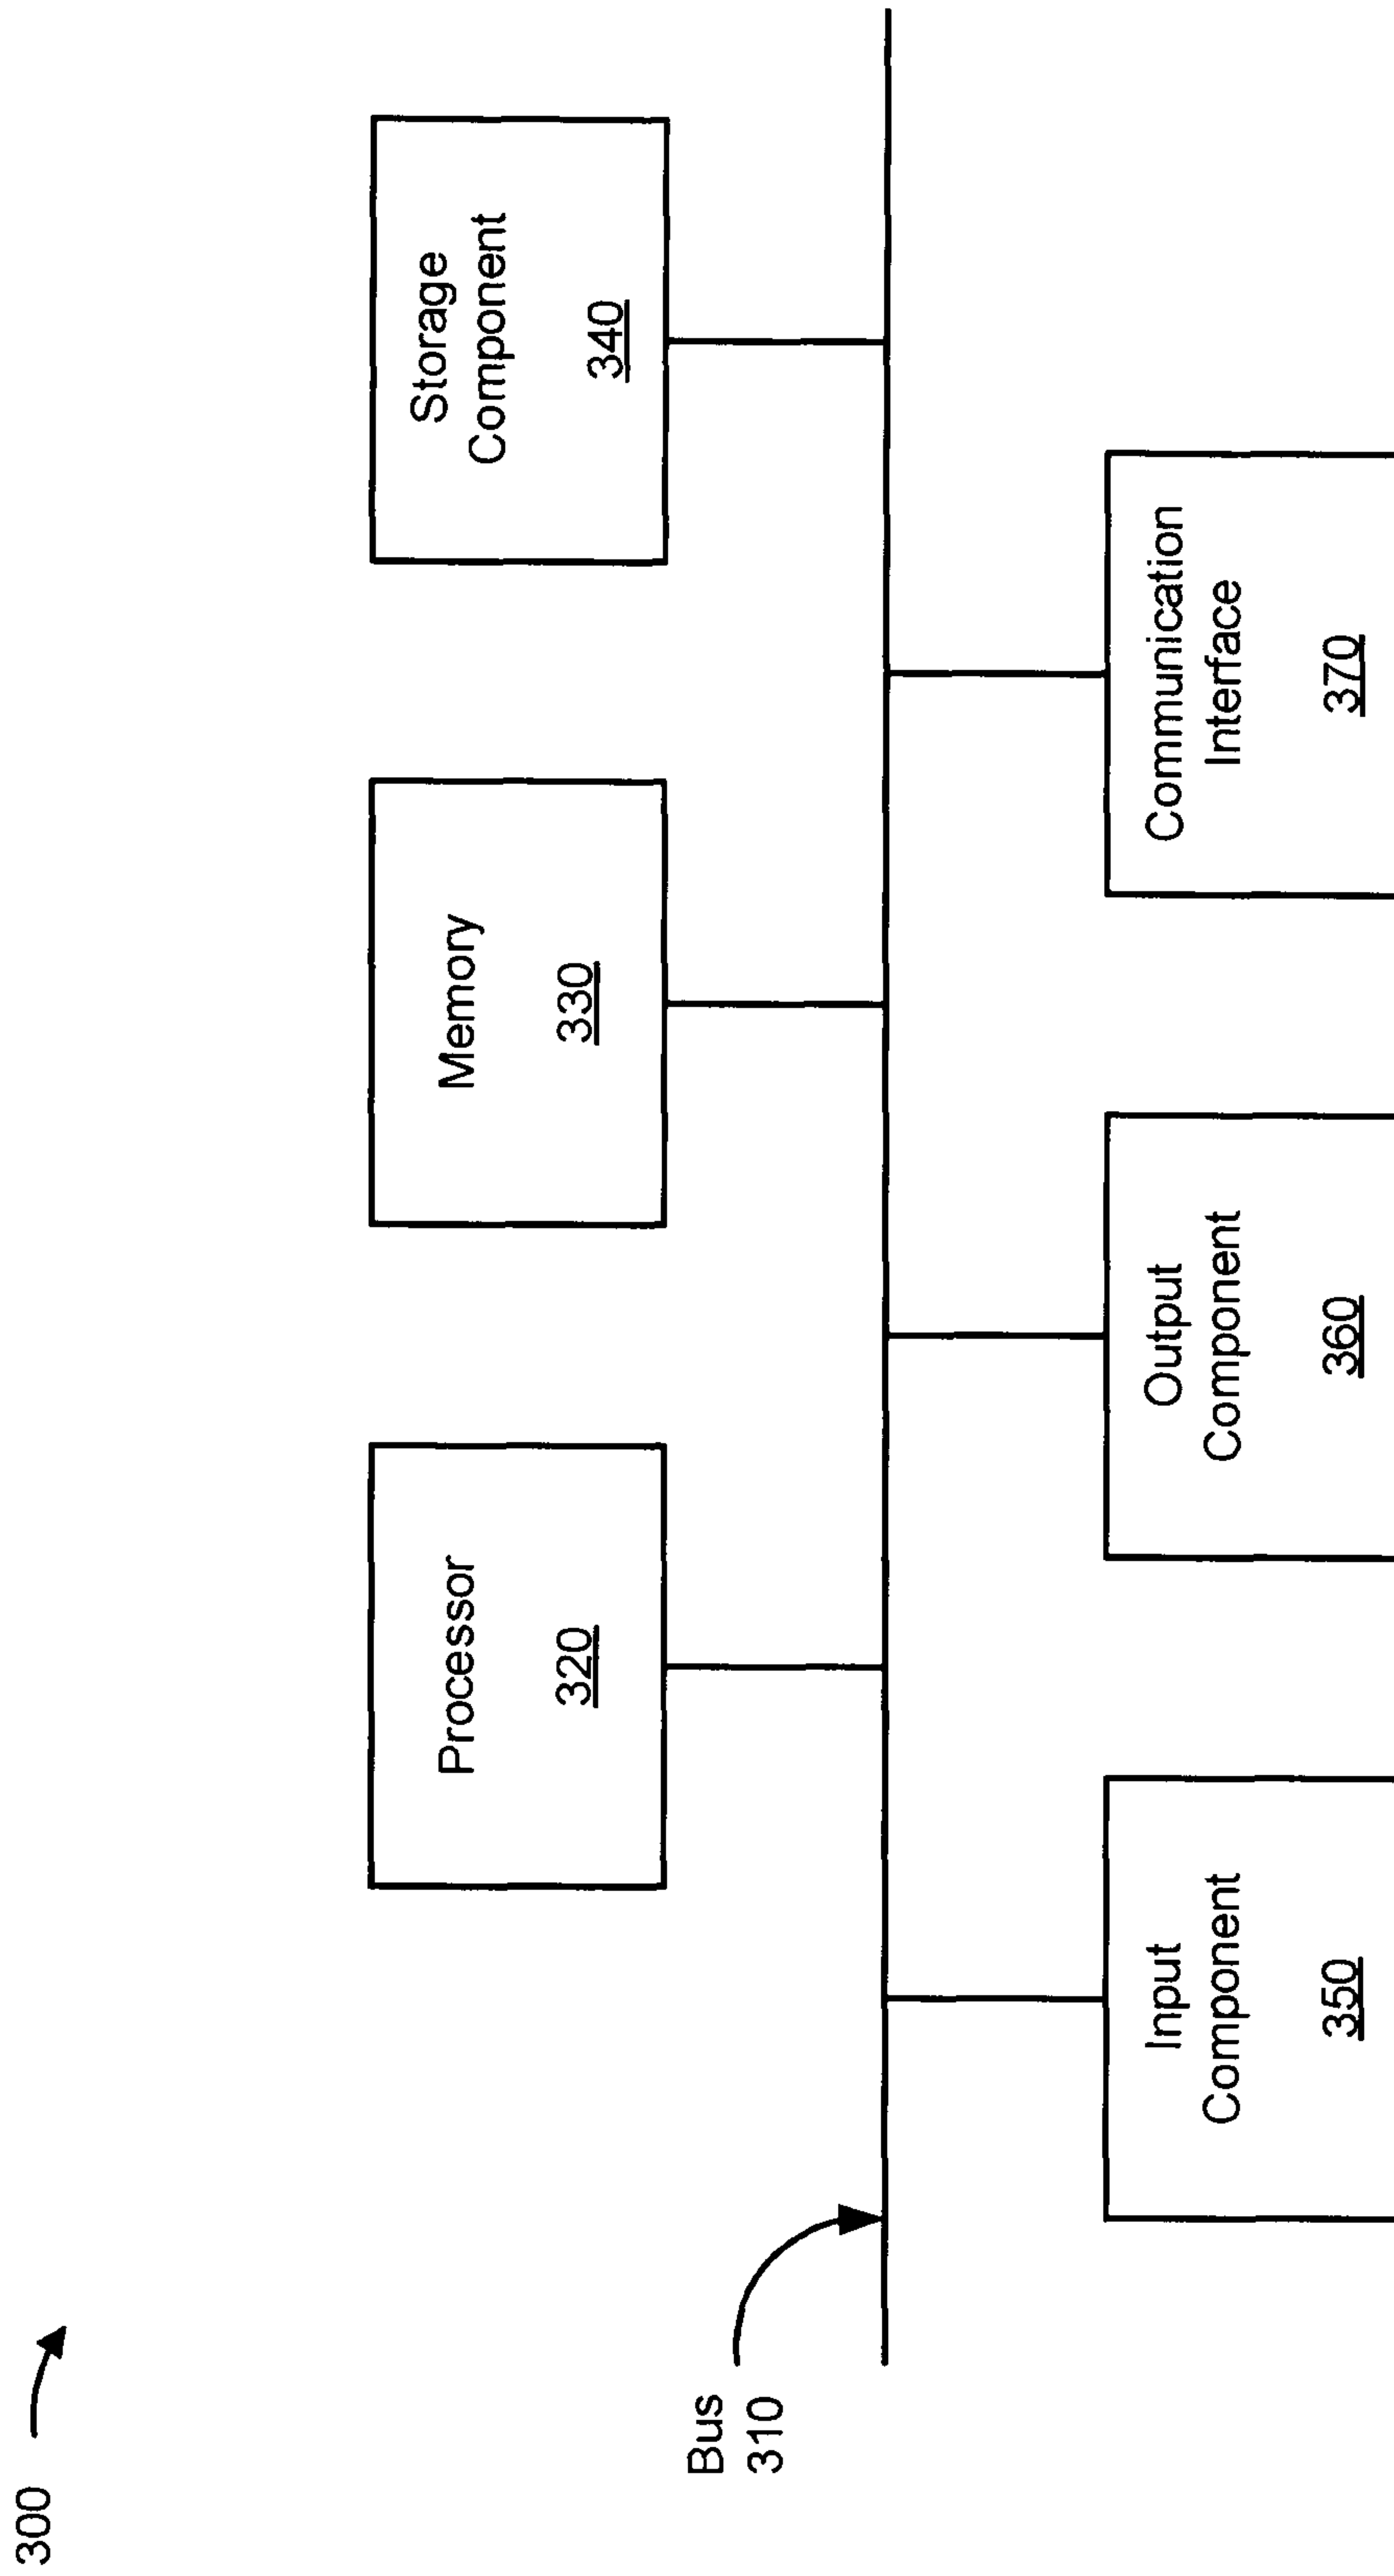 300
Processor
320
Memory
330
Storage
Component
340
Bus
310
Input
Component
350
Output
Component
360
Communication
Interface
370